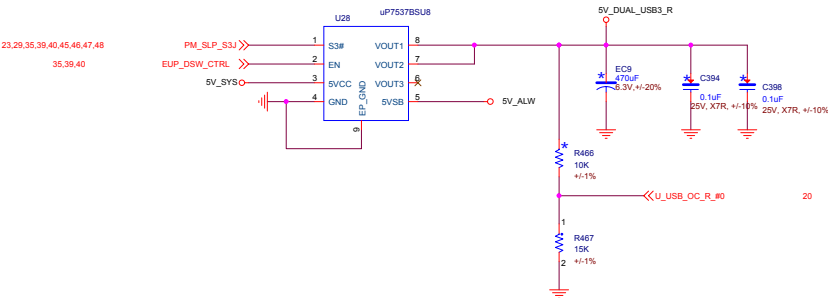 5V_DUAL_USB3_R
U28
uP7537BSU8
23,29,35,39,40,45,46,47,48
PM_SLP_S3J
1
S3#
VOUT1
8
35,39,40
EUP_DSW_CTRL
2
EN
VOUT2
7
5V_SYS
3
5VCC
VOUT3
6
4
GND
5VSB
5
5V_ALW
EP_GND
9
*
EC9
470uF
6.3V,+/-20%
*
C394
0.1uF
25V, X7R, +/-10%
*
C398
0.1uF
25V, X7R, +/-10%
*
R466
10K
+/-1%
U_USB_OC_R_#0
20
1
R467
15K
+/-1%
2